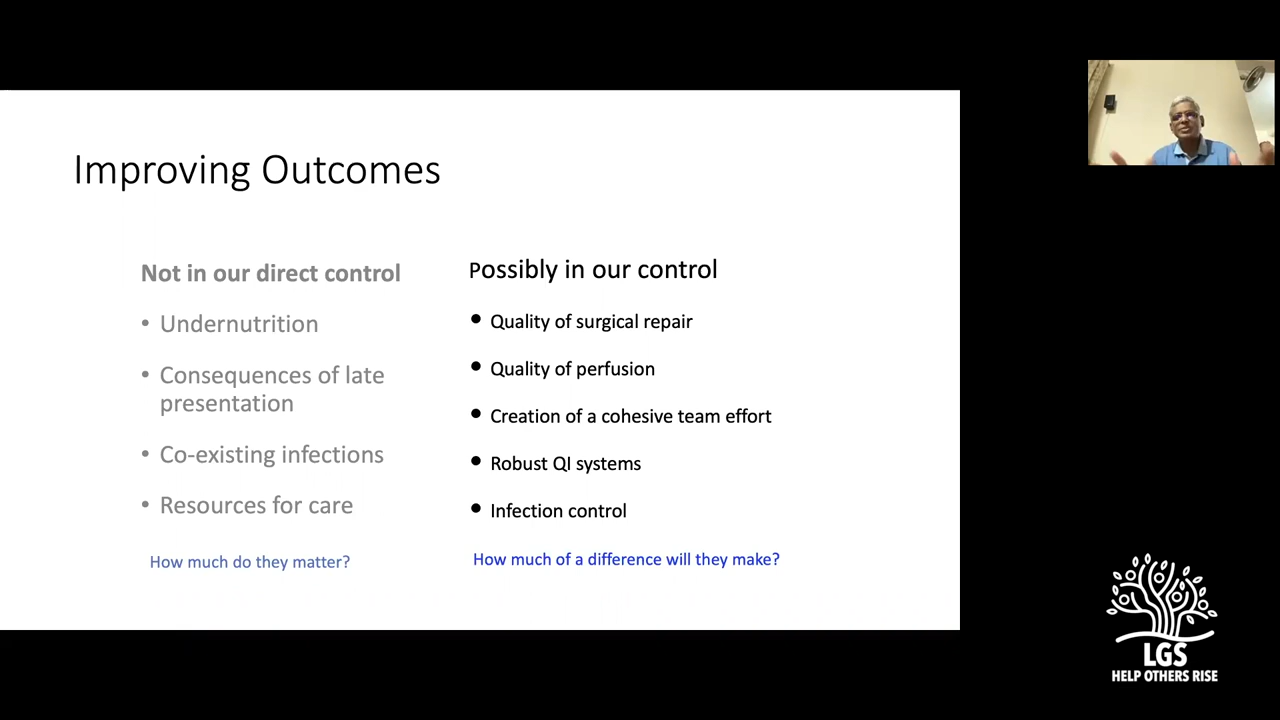 Improving Outcomes
Not in our direct control
• Undernutrition
• Consequences of late
presentation
• Co-existing infections
• Resources for care
How much do they matter?
Possibly in our control
• Quality of surgical repair
• Quality of perfusion
• Creation of a cohesive team effort
• Robust QI systems
• Infection control
How much of a difference will they make?
LGS
HELP OTHERS RISE